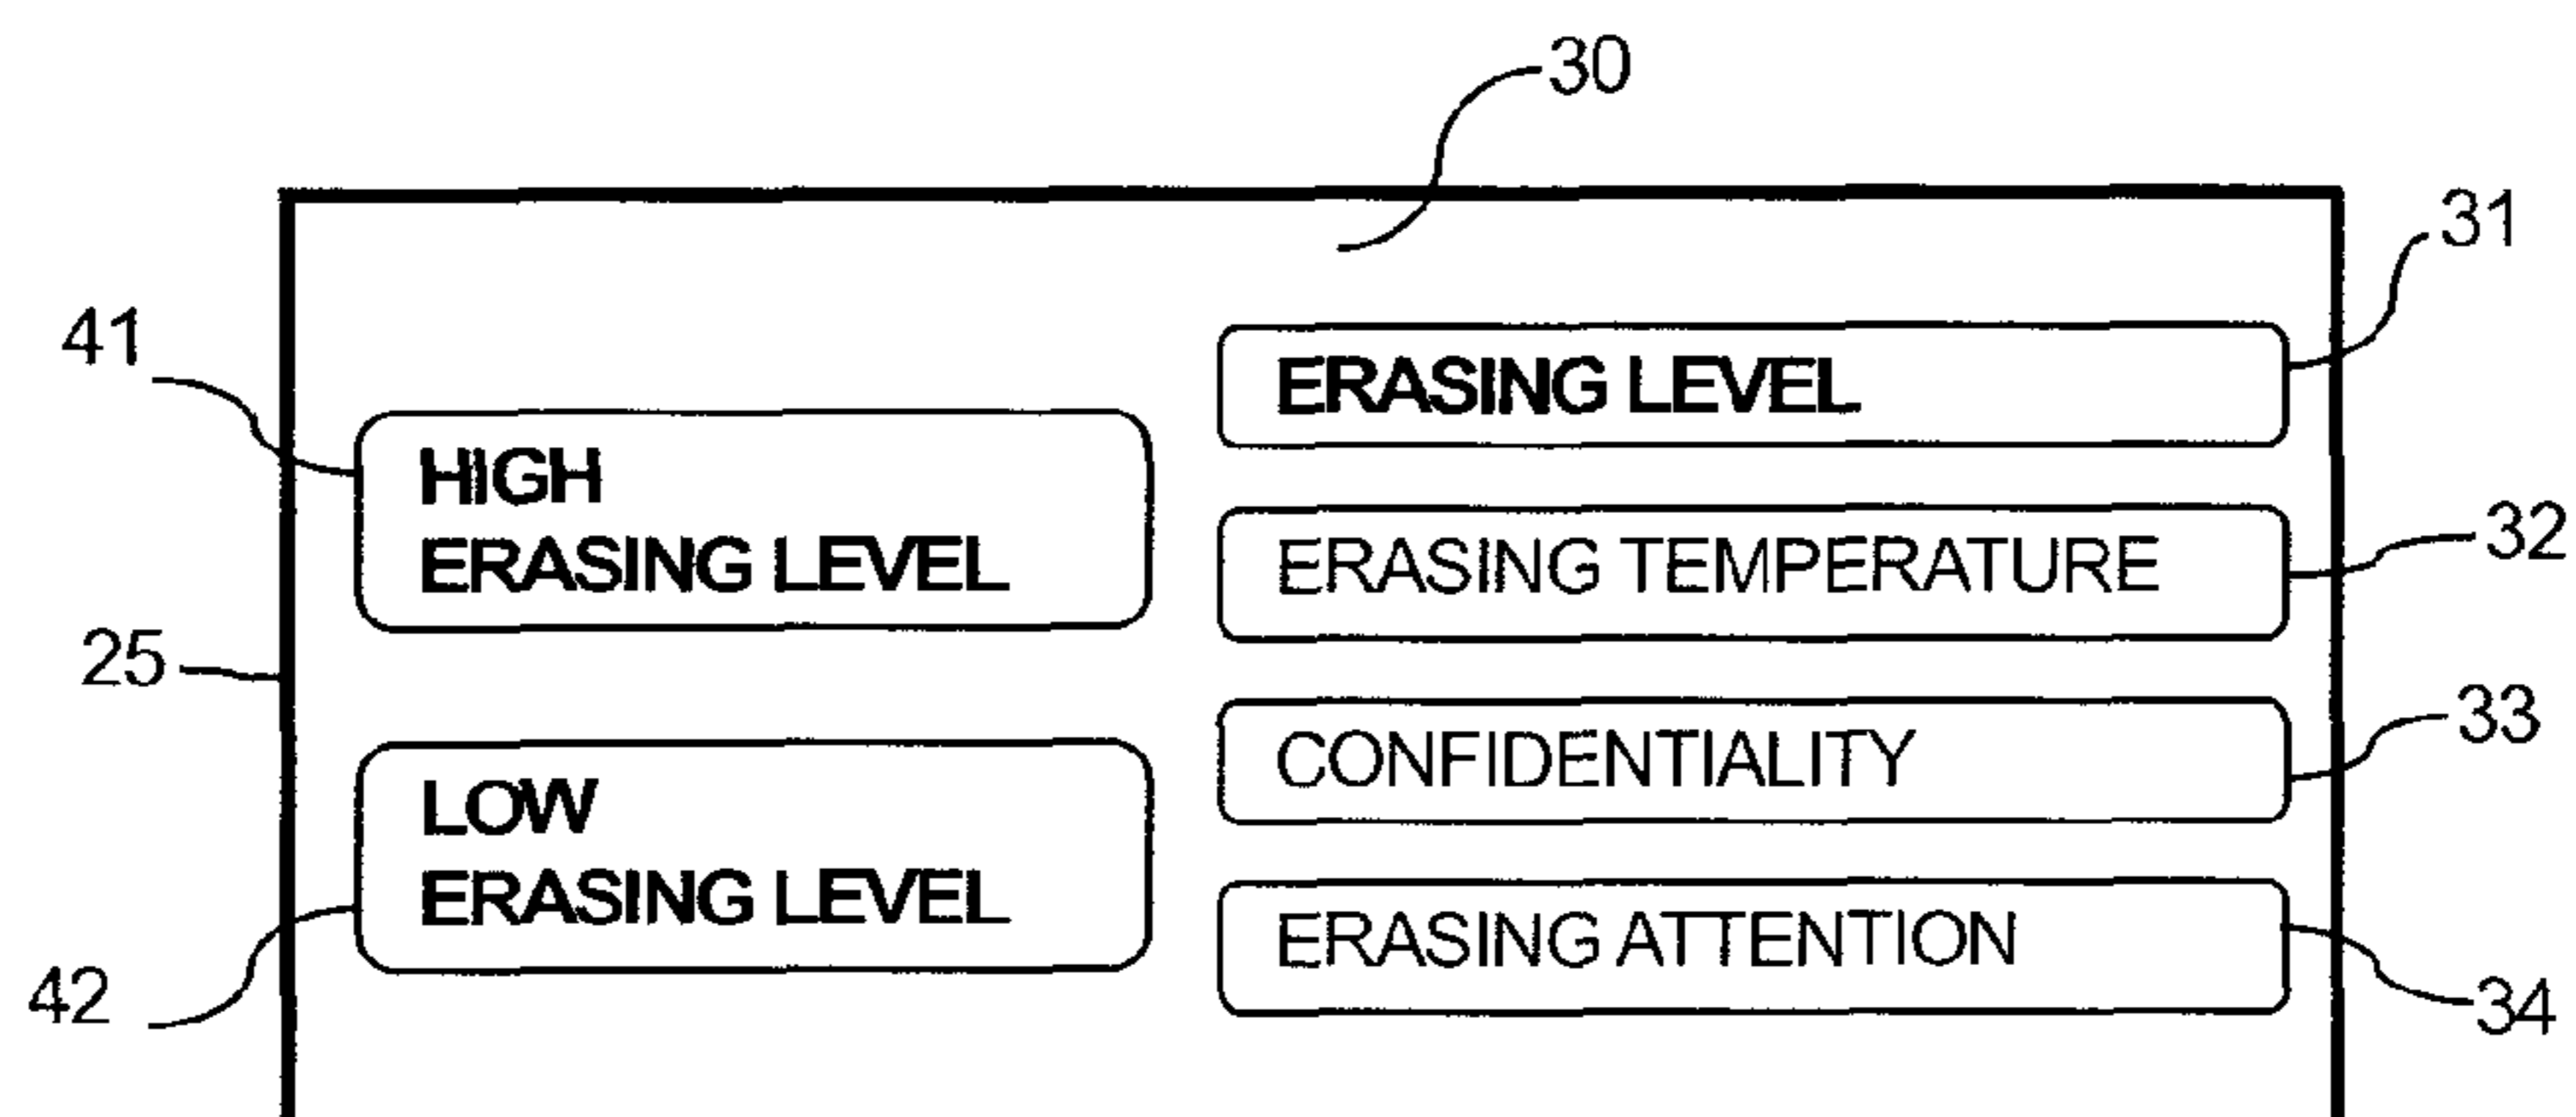 30
31
41
ERASING LEVEL
HIGH
ERASING LEVEL
32
ERASING TEMPERATURE
25
33
CONFIDENTIALITY
LOW
ERASING LEVEL
ERASING ATTENTION
42
34